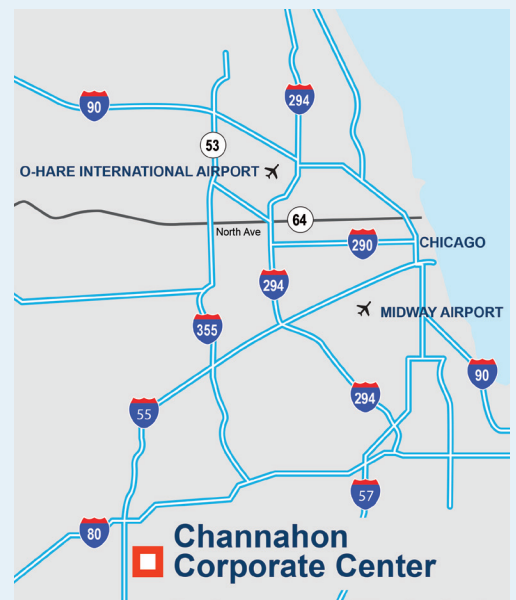 90
294
53
O-HARE INTERNATIONAL AIRPORT
64
North Ave
290
CHICAGO
294
MIDWAY AIRPORT
355
90
294
55
57
80
Channahon
Corporate Center